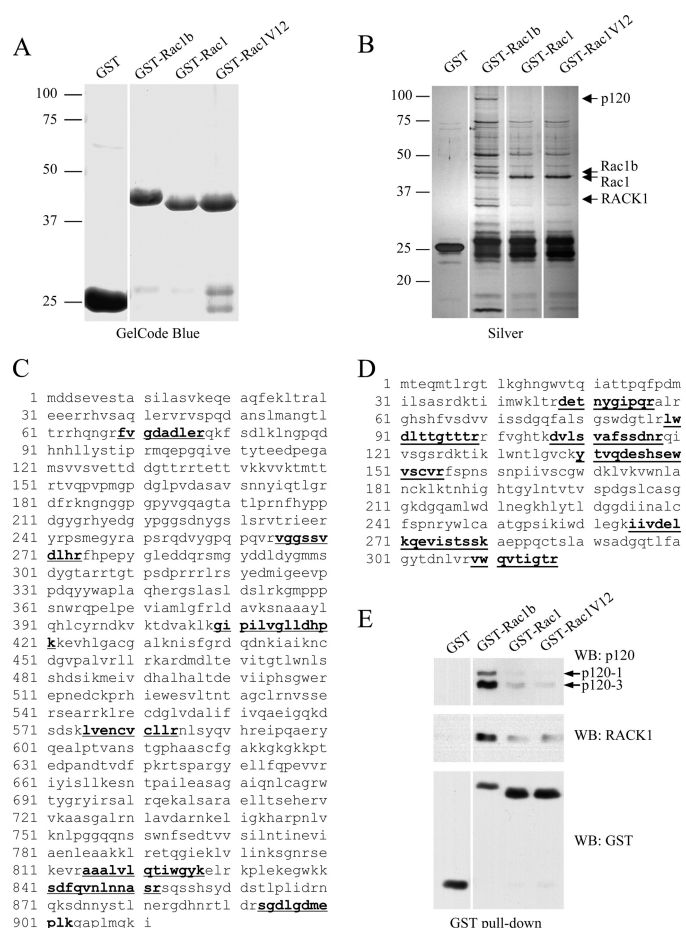 A
GST
GST-Rac1b
GST-Rac1
GST-Rac1V12
100
75
50
37
25
GelCode Blue
B
GST
GST-Rac1b
GST-Rac1
GST-Rac1V12
100
75
50
37
25
20
p120
Rac1b
Rac1
RACK1
Silver
C
1 mddsevesta silasvkeqe aqfekltral
31 eeerrhvsaq lervrvspqd anslmangtl
61 trrhqngrfv gdadlerqkf sdlklngpqd
91 hnhllystip rmqepgqive tyteedpega
121 msvvsvettd dgttrrtett vkkvvktmtt
151 rtvqpvpmgp dglpvdasav snnyiqtlgr
181 dfrkngnggp gpyvgqagta tlprnfhypp
211 dgygrhyedg ypggsdnygs lsrvtrieer
241 yrpsmegyra psrqdvygpq pqvrvggssv
271 dlhrfhpepy gleddqrsmg yddldygmms
301 dygtarrtgt psdprrrlrs yedmigeevp
331 pdqyywapla qhergslasl dslrkgmppp
361 snwrqpelpe viamlgfrld avksnaaayl
391 qhlcyrndkv ktdvaklkgi pilvglldhp
421 kkevhlgacg alknisfgrd qdnkiaiknc
451 dgvpalvrll rkardmdlte vitgtlwnls
481 shdsikmeiv dhalhaltde viiphsgwer
511 epnedckprh iewesvltnt agclrnvsse
541 rsearrklre cdglvdalif ivqaeigqkd
571 sdsklvencv cllrnlsyqv hreipqaery
601 qealptvans tgphaascfg akkgkgkkpt
631 edpandtvdf pkrtspargy ellfqpevvr
661 iyisllkesn tpaileasag aiqnlcagrw
691 tygryirsal rqekalsara elltseherv
721 vkaasgalrn lavdarnkel igkharpnlv
751 knlpggqqns swnfsedtvv silntinevi
781 aenleaakkl retqgieklv linksgnrse
811 kevraaalvl qtiwgykelr kplekegwkk
841 sdfqvnlnna srsqsshsyd dstlplidrn
871 qksdnnystl nergdhnrtl drsgdlgdme
901 plkgaplmgk i
D
1 mteqmtlrgt lkghngwvtq iattpqfpdm
31 ilsasrdkti imwkltrdet nygipqralr
61 ghshfvsdvv issdgqfals gswdgtlrlw
91 dlttgtttrr fvghtkdvls vafssdnrqi
121 vsgsrdktik lwntlgvcky tvqdeshsew
151 vscvrfspns snpiivscgw dklvkvwnla
181 ncklktnhig htgylntvtv spdgslcasg
211 gkdgqamlwd lnegkhlytl dggdiinalc
241 fspnrywlca atgpsikiwd legkiivdel
271 kqevistssk aeppqctsla wsadgqtlfa
301 gytdnlvrvw qvtigtr
E
GST
GST-Rac1b
GST-Rac1
GST-Rac1V12
WB: p120
p120-1
p120-3
WB: RACK1
WB: GST
GST pull-down